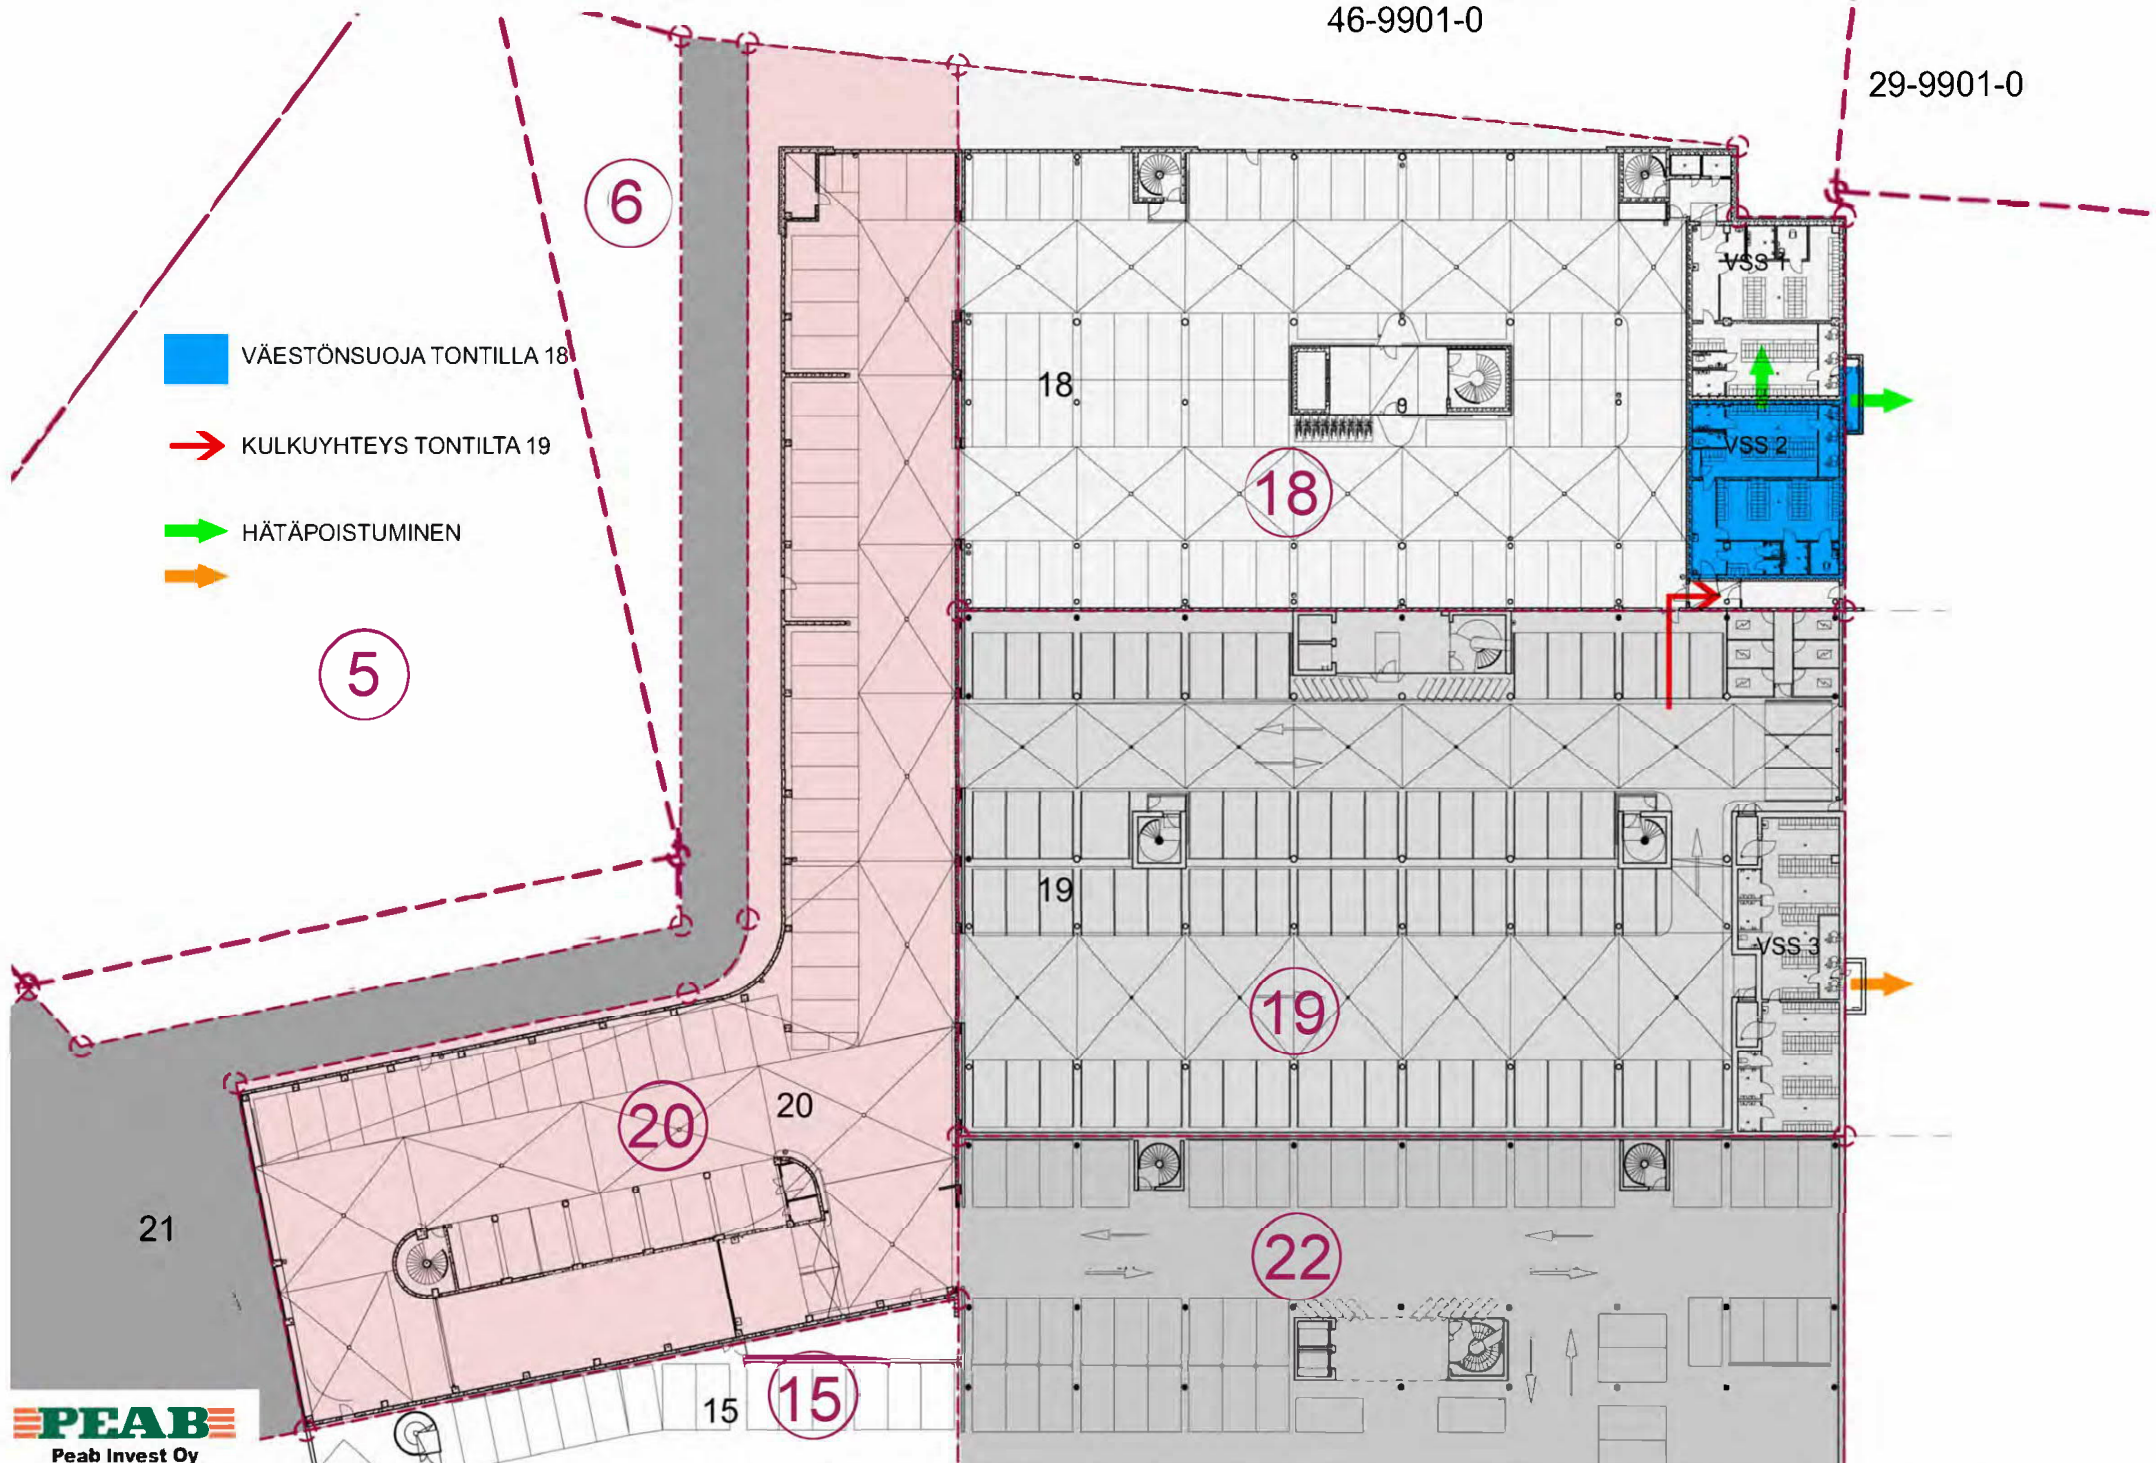 46-9901-0
29-9901-0
6
VSS 1
VÄESTÖNSUOJA TONTILLA 18
18
KULKUYHTEYS TONTILTA 19
VSS 2
18
HÄTÄPOISTUMINEN
5
19
VSS 3
19
20
20
21
22
15
15
PEAB
Peab Invest Oy